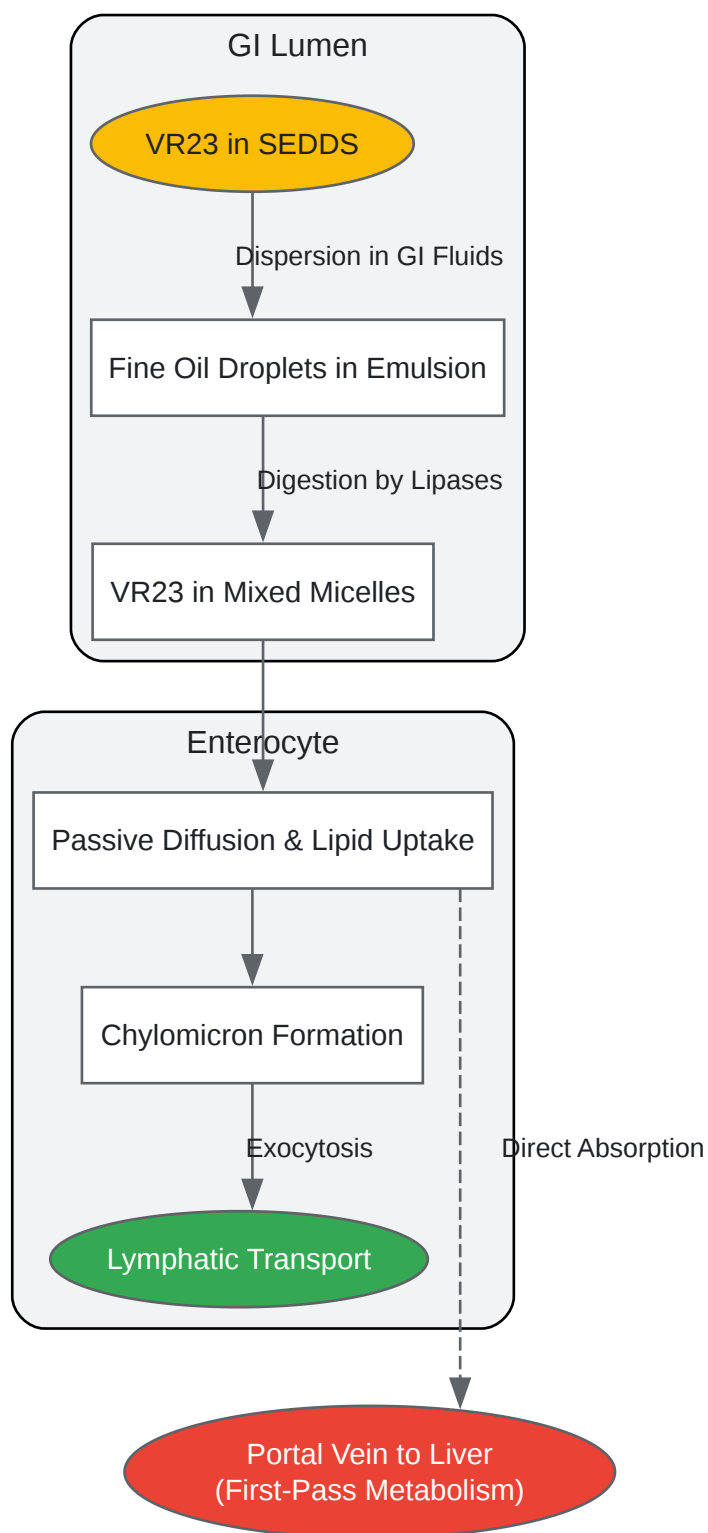 GI Lumen
VR23 in SEDDS
Dispersion in GI Fluids
Fine Oil Droplets in Emulsion
Digestion by Lipases
VR23 in Mixed Micelles
Enterocyte
Passive Diffusion & Lipid Uptake
Chylomicron Formation
Exocytosis
Direct Absorption
Lymphatic Transport
Portal Vein to Liver
(First-Pass Metabolism)